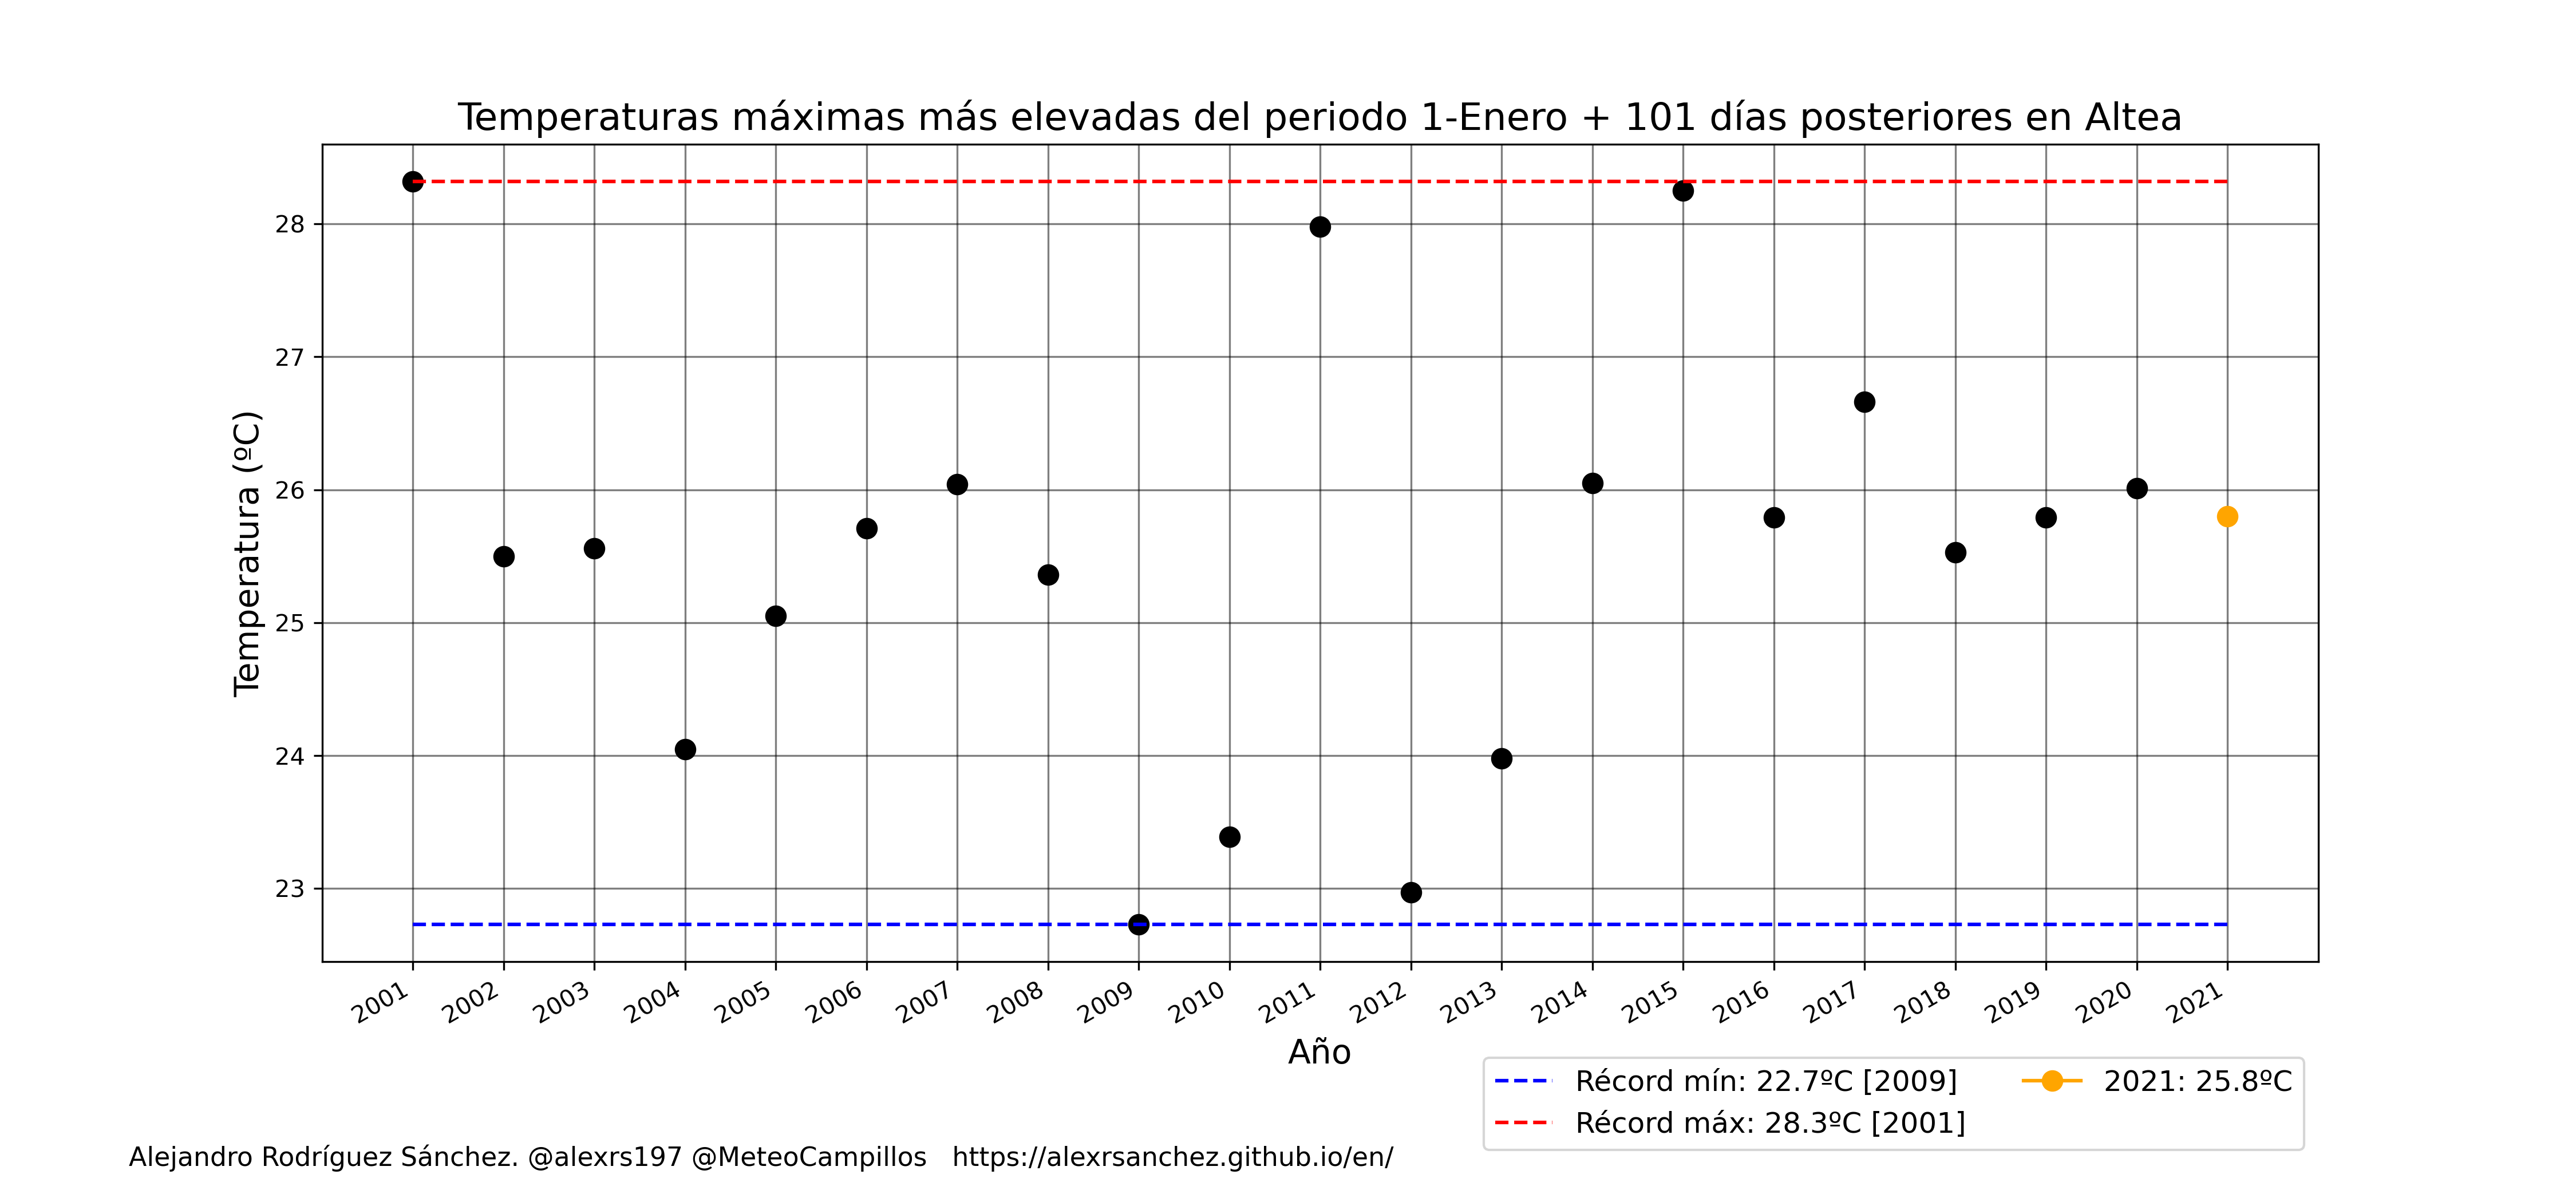 Temperaturas máximas más elevadas del periodo 1-Enero + 101 días posteriores en Altea
Temperatura (ºC)
28
27
26
25
24
23
2001 2002 2003 2004 2005 2006 2007 2008 2009 2010 2011 2012 2013 2014 2015 2016 2017 2018 2019 2020 2021
Año
Récord mín: 22.7ºC [2009]
Récord máx: 28.3ºC [2001]
2021: 25.8ºC
Alejandro Rodríguez Sánchez. @alexrs197 @MeteoCampillos https://alexrsanchez.github.io/en/